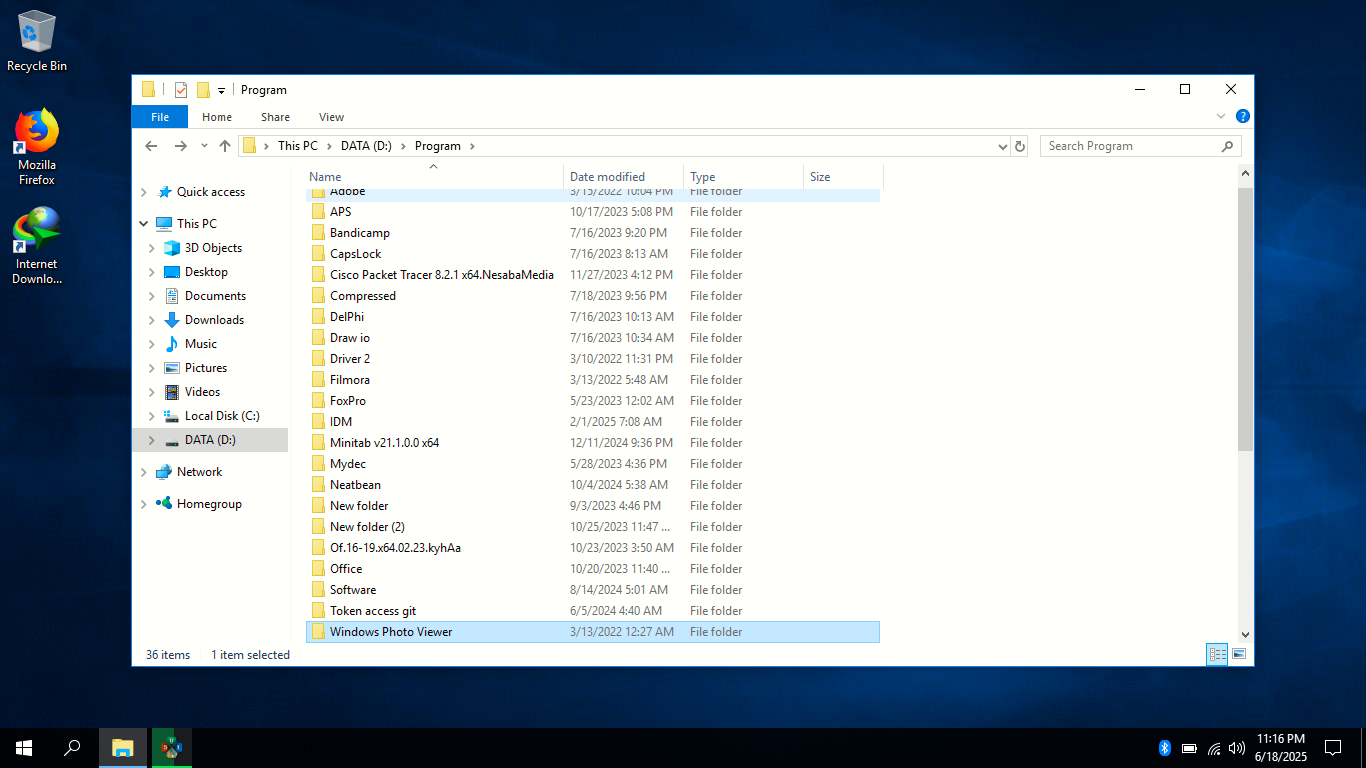 Recycle Bin
Mozilla
Firefox
Internet
Downlo...
Program
File Home Share View
This PC DATA (D:) Program
Search Program
Name Date modified Type Size
Quick access
This PC
3D Objects
Desktop
Documents
Downloads
Music
Pictures
Videos
Local Disk (C:)
DATA (D:)
Network
Homegroup
Adobe 3/15/2022 10:04 PM File folder
APS 10/17/2023 5:08 PM File folder
Bandicamp 7/16/2023 9:20 PM File folder
CapsLock 7/16/2023 8:13 AM File folder
Cisco Packet Tracer 8.2.1 x64.NesabaMedia 11/27/2023 4:12 PM File folder
Compressed 7/18/2023 9:56 PM File folder
DelPhi 7/16/2023 10:13 AM File folder
Draw io 7/16/2023 10:34 AM File folder
Driver 2 3/10/2022 11:31 PM File folder
Filmora 3/13/2022 5:48 AM File folder
FoxPro 5/23/2023 12:02 AM File folder
IDM 2/1/2025 7:08 AM File folder
Minitab v21.1.0.0 x64 12/11/2024 9:36 PM File folder
Mydec 5/28/2023 4:36 PM File folder
Neatbean 10/4/2024 5:38 AM File folder
New folder 9/3/2023 4:46 PM File folder
New folder (2) 10/25/2023 11:47 ... File folder
Of.16-19.x64.02.23.kyhAa 10/23/2023 3:50 AM File folder
Office 10/20/2023 11:40 ... File folder
Software 8/14/2024 5:01 AM File folder
Token access git 6/5/2024 4:40 AM File folder
Windows Photo Viewer 3/13/2022 12:27 AM File folder
36 items 1 item selected
11:16 PM
6/18/2025